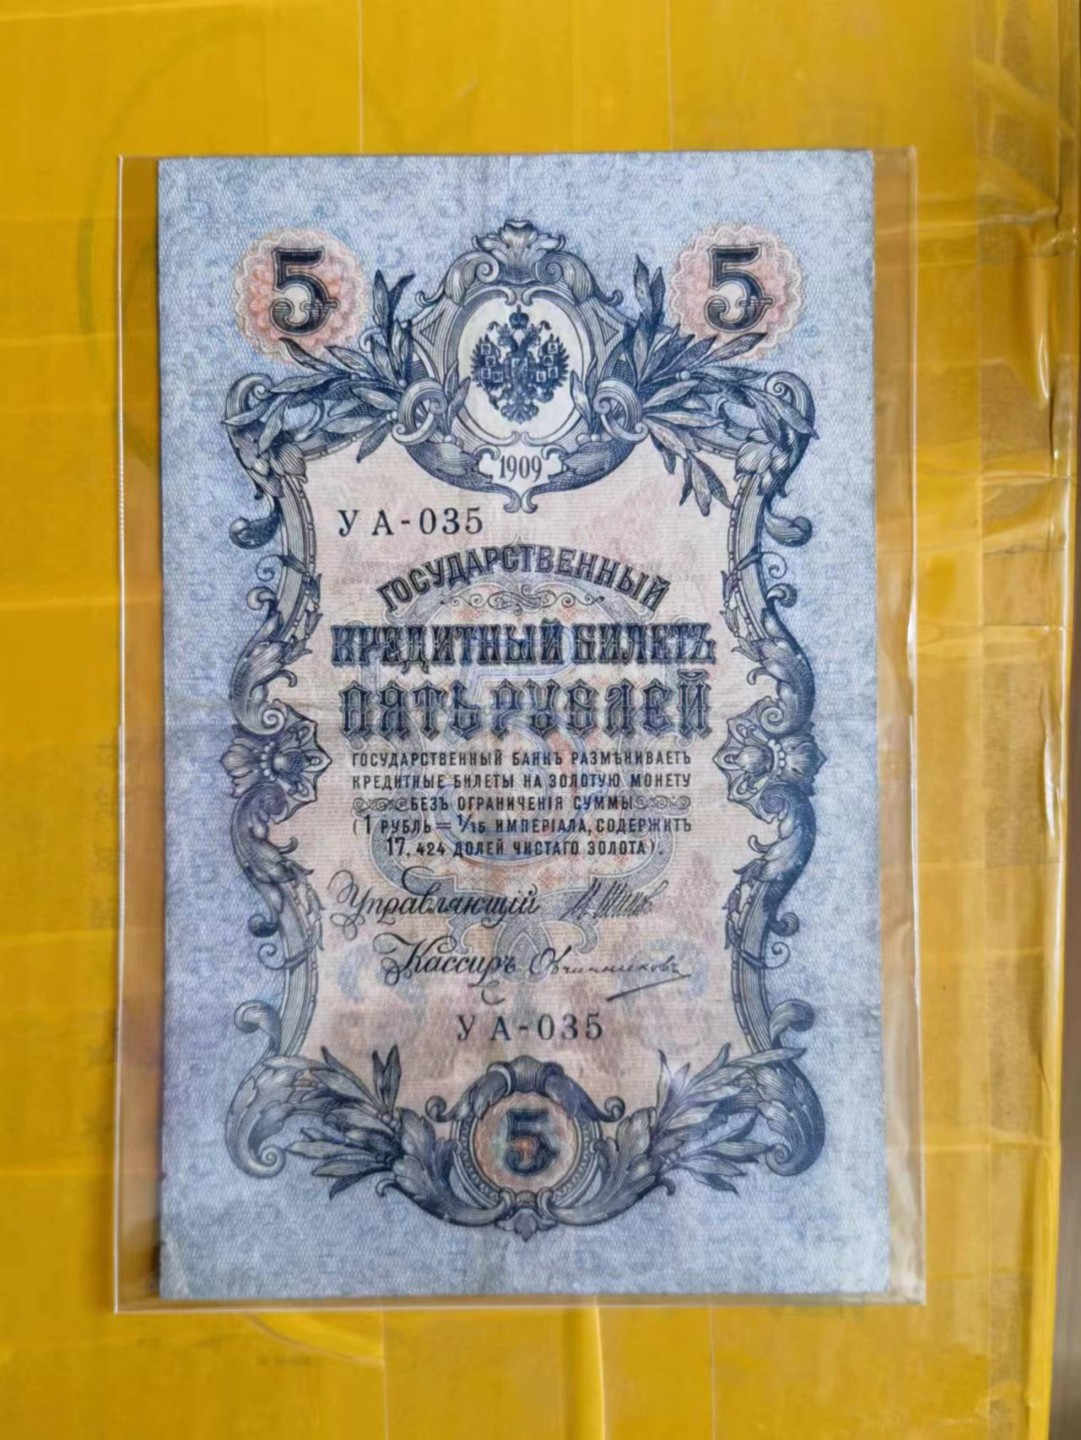 5 5
1909
УА-035
ГОСУДАРСТВЕННЫЙ
КРЕДИТНЫЙ БИЛЕТЪ
ПЯТЬ РУБЛЕЙ
ГОСУДАРСТВЕННЫЙ БАНКЪ РАЗМѢНИВАЕТЪ
КРЕДИТНЫЕ БИЛЕТЫ НА ЗОЛОТУЮ МОНЕТУ
БЕЗЪ ОГРАНИЧЕНІЯ СУММЫ
(1 РУБЛЬ = 1/15 ИМПЕРІАЛА, СОДЕРЖИТЪ
17,424 ДОЛЕЙ ЧИСТАГО ЗОЛОТА).
Управляющій
Кассиръ Овчинниковъ
УА-035
5